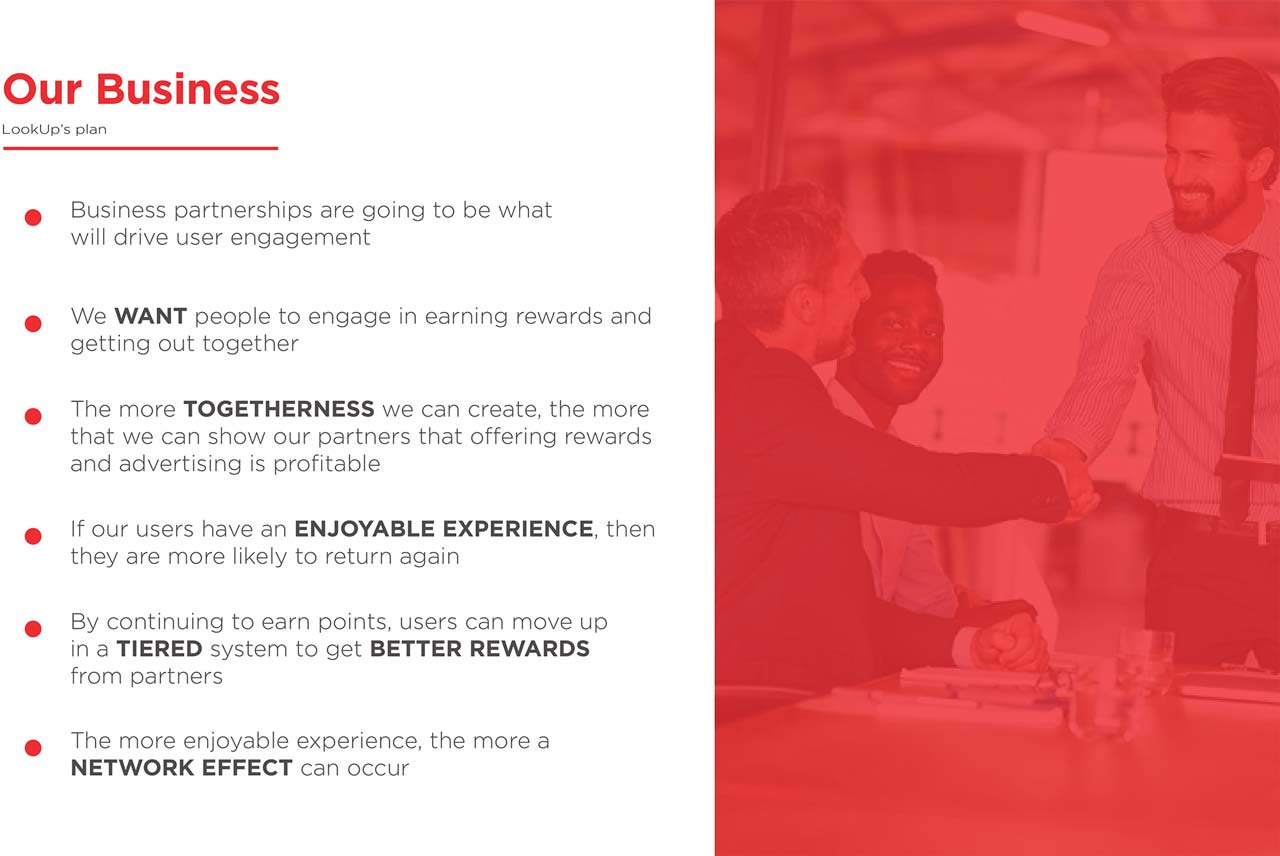 Our Business
LookUp's plan
Business partnerships are going to be what
will drive user engagement
We WANT people to engage in earning rewards and
getting out together
The more TOGETHERNESS we can create, the more
that we can show our partners that offering rewards
and advertising is profitable
If our users have an ENJOYABLE EXPERIENCE, then
they are more likely to return again
By continuing to earn points, users can move up
in a TIERED system to get BETTER REWARDS
from partners
The more enjoyable experience, the more a
NETWORK EFFECT can occur